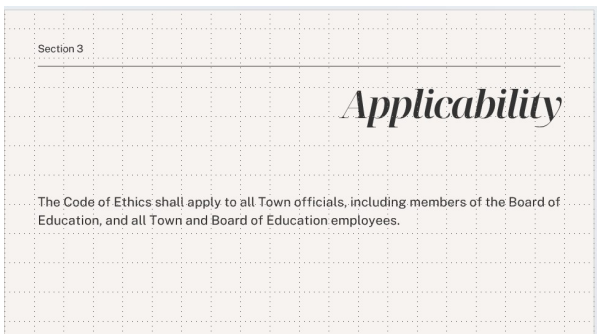 Section 3
Applicability
The Code of Ethics shall apply to all Town officials, including members of the Board of
Education, and all Town and Board of Education employees.